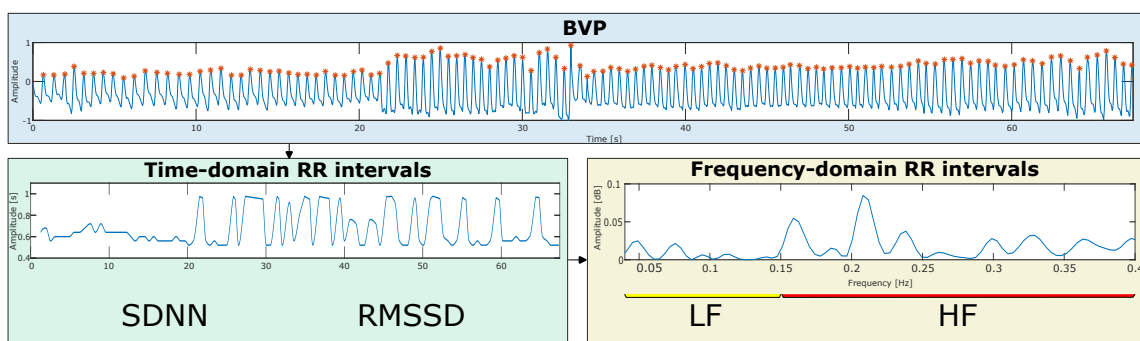 BVP
Amplitude
1
0
-1
0
10
20
30
40
50
60
Time [s]
Time-domain RR intervals
Amplitude [s]
1
0.8
0.6
0.4
0
10
20
30
40
50
60
SDNN
RMSSD
Frequency-domain RR intervals
Amplitude [dB]
0.1
0.05
0
0.05
0.1
0.15
0.2
0.25
0.3
0.35
0.4
Frequency [Hz]
LF
HF